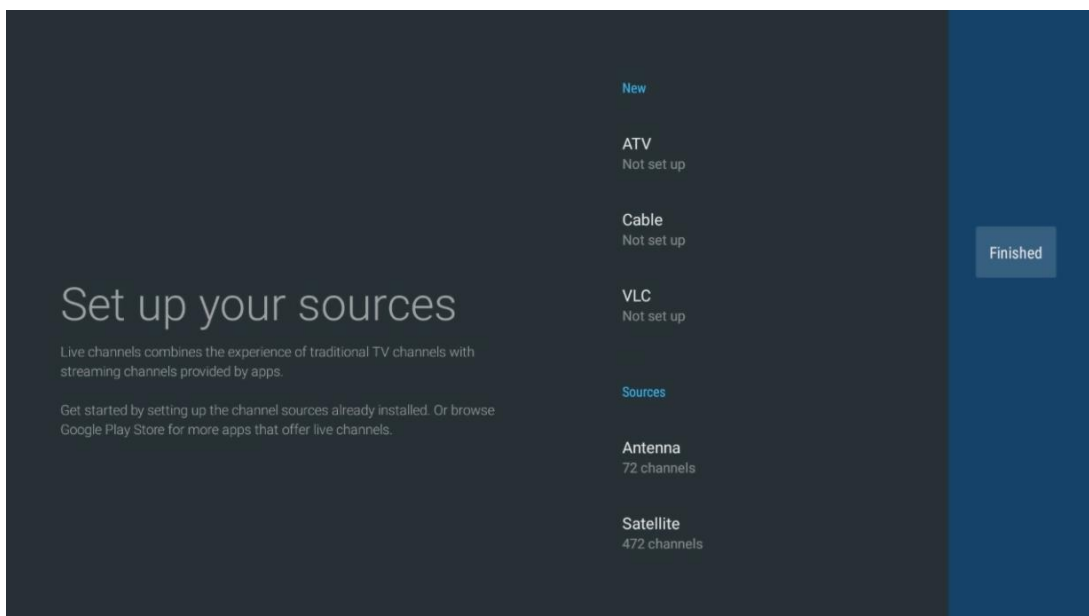 Set up your sources
Live channels combines the experience of traditional TV channels with
streaming channels provided by apps.
Get started by setting up the channel sources already installed. Or browse
Google Play Store for more apps that offer live channels.
New
ATV
Not set up
Cable
Not set up
VLC
Not set up
Sources
Antenna
72 channels
Satellite
472 channels
Finished